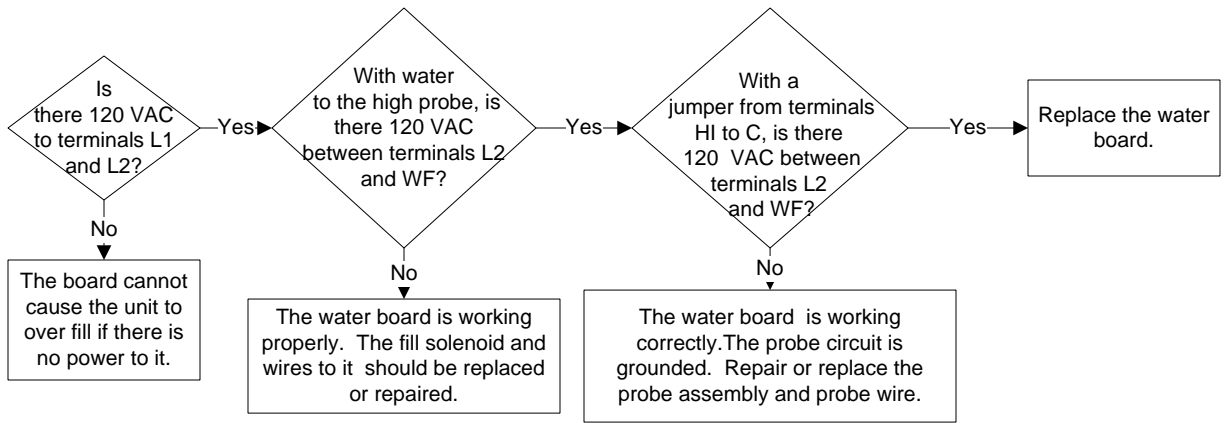 Is
there 120 VAC
to terminals L1
and L2?
Yes
With water
to the high probe, is
there 120 VAC
between terminals L2
and WF?
Yes
With a
jumper from terminals
HI to C, is there
120 VAC between
terminals L2
and WF?
Yes
Replace the water
board.
No
The board cannot
cause the unit to
over fill if there is
no power to it.
No
The water board is working
properly. The fill solenoid and
wires to it should be replaced
or repaired.
No
The water board is working
correctly.The probe circuit is
grounded. Repair or replace the
probe assembly and probe wire.